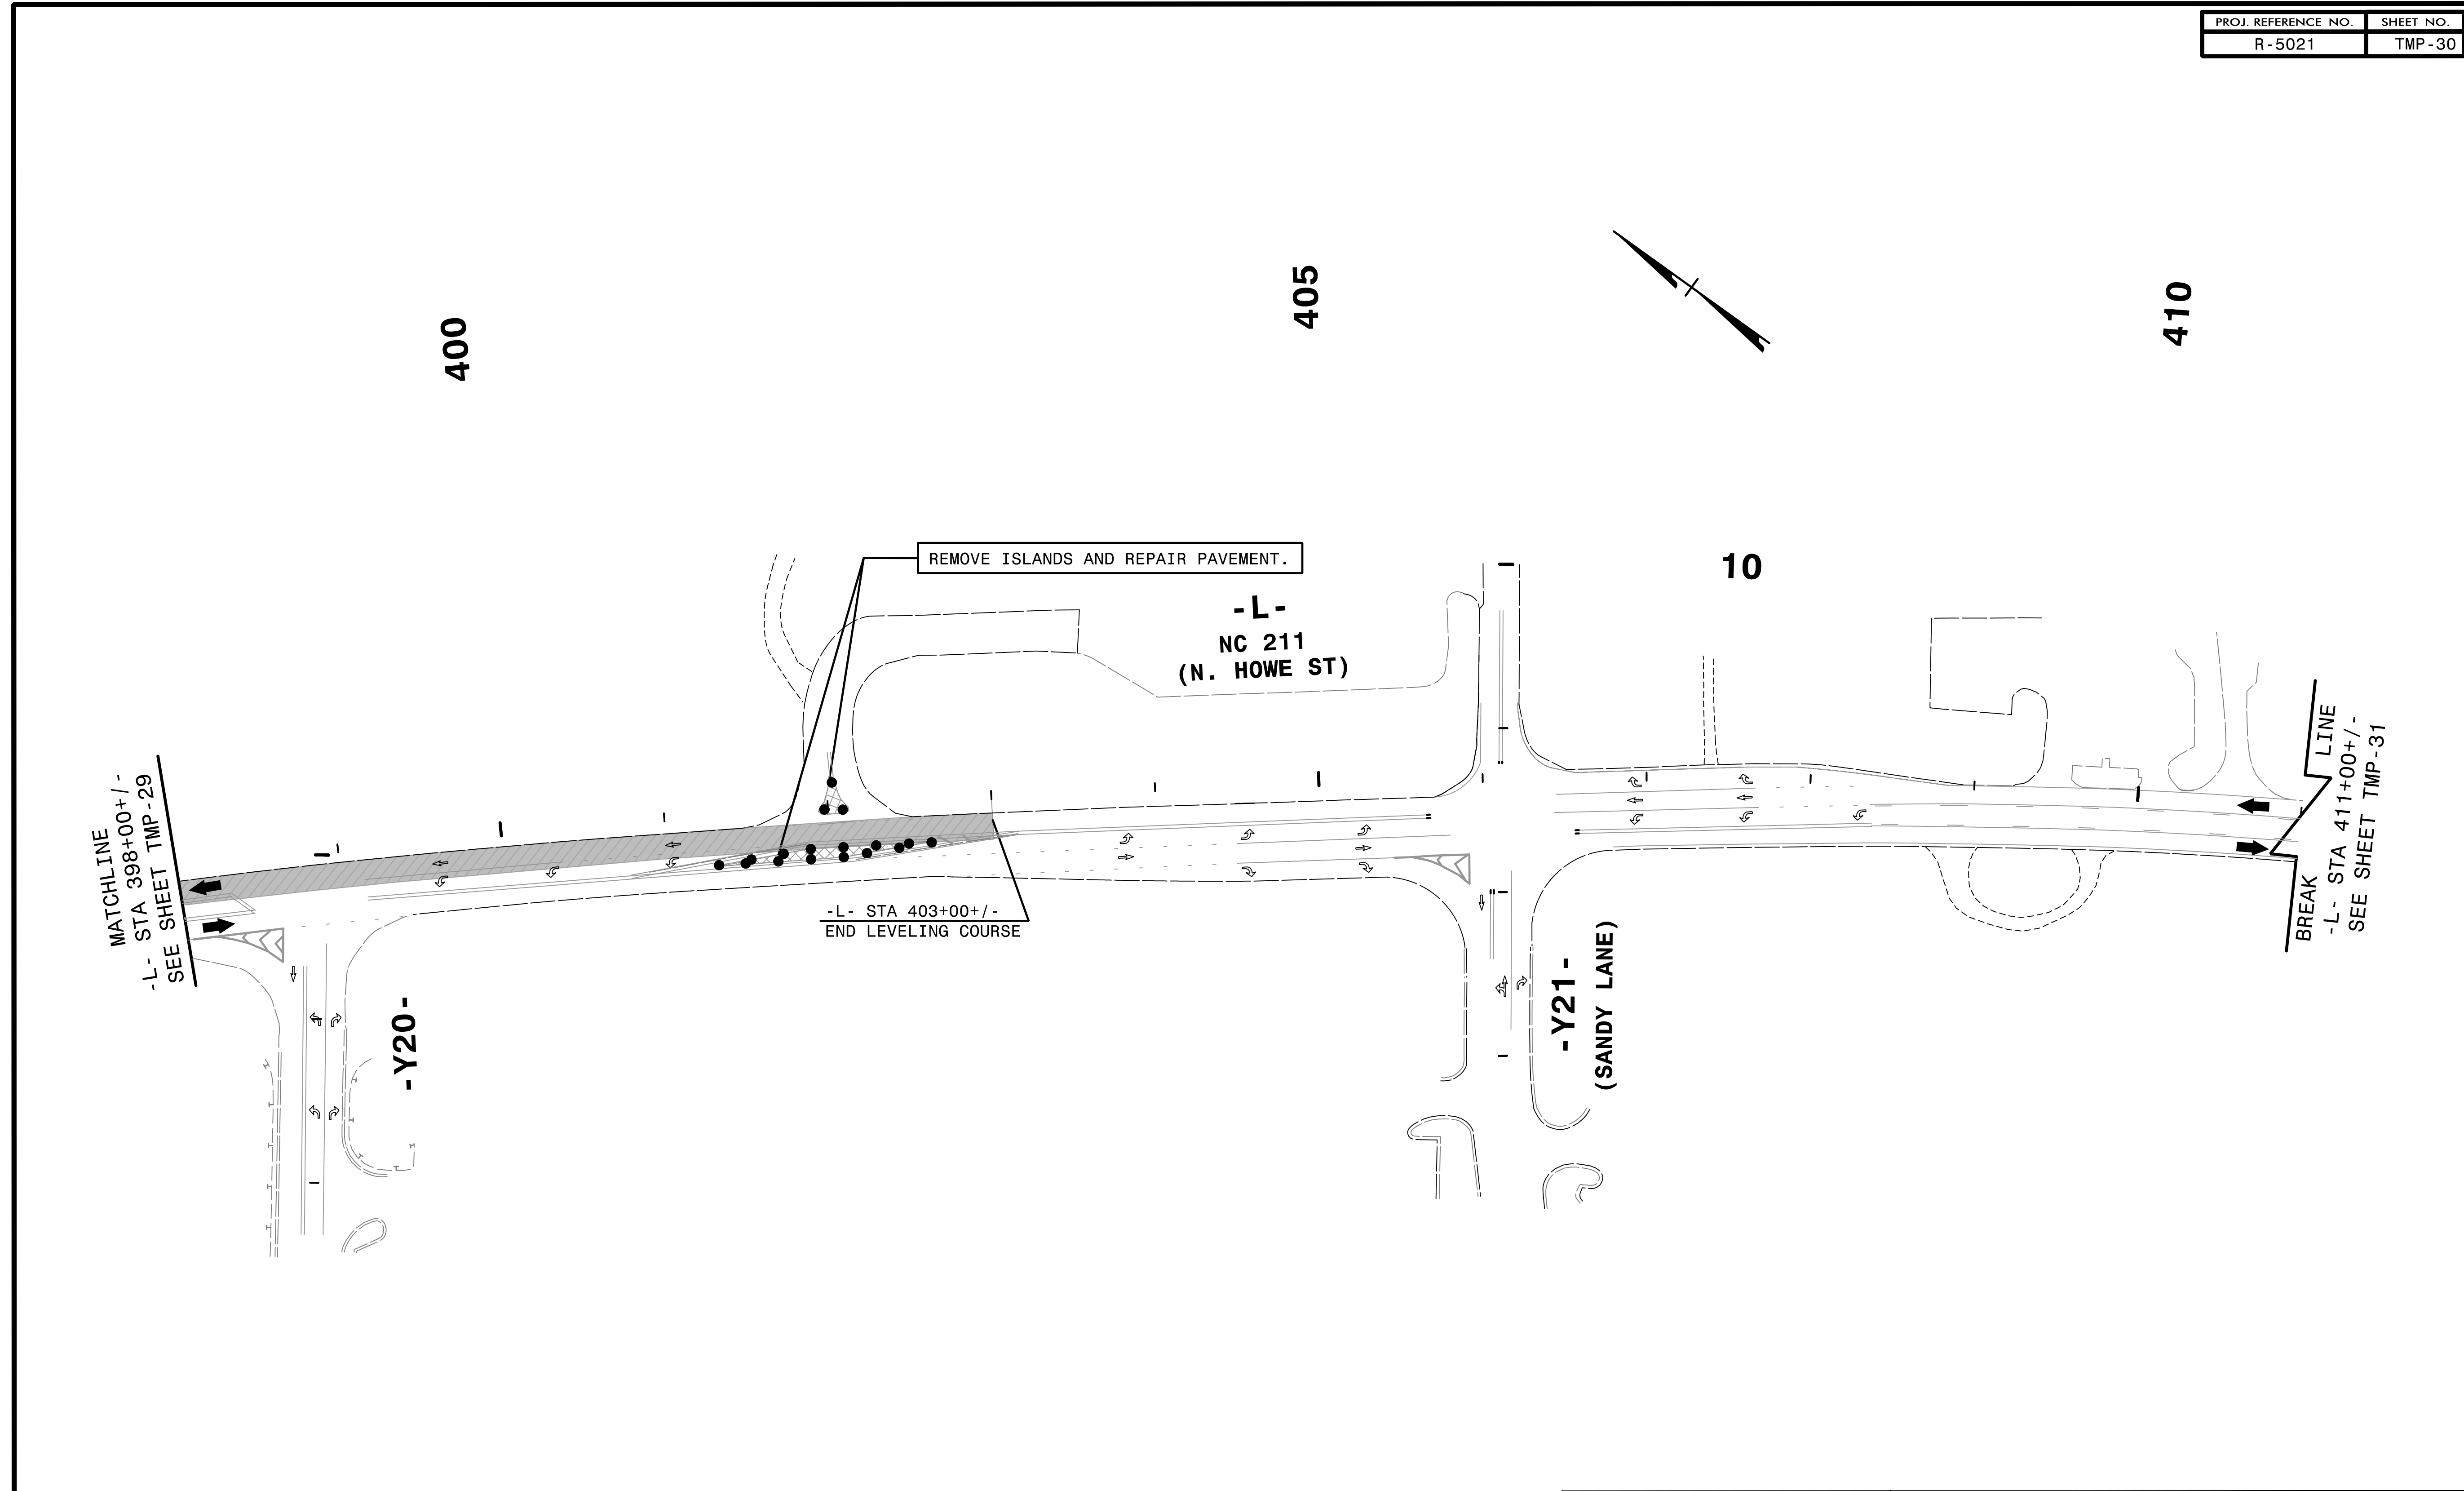 PROJ. REFERENCE NO. SHEET NO.
R-5021 TMP-30
400
405
410
REMOVE ISLANDS AND REPAIR PAVEMENT.
10
-L-
NC 211
(N. HOWE ST)
MATCHLINE
-L- STA 398+00+/-
SEE SHEET TMP-29
-L- STA 403+00+/-
END LEVELING COURSE
BREAK LINE
-L- STA 411+00+/-
SEE SHEET TMP-31
-Y20-
-Y21-
(SANDY LANE)